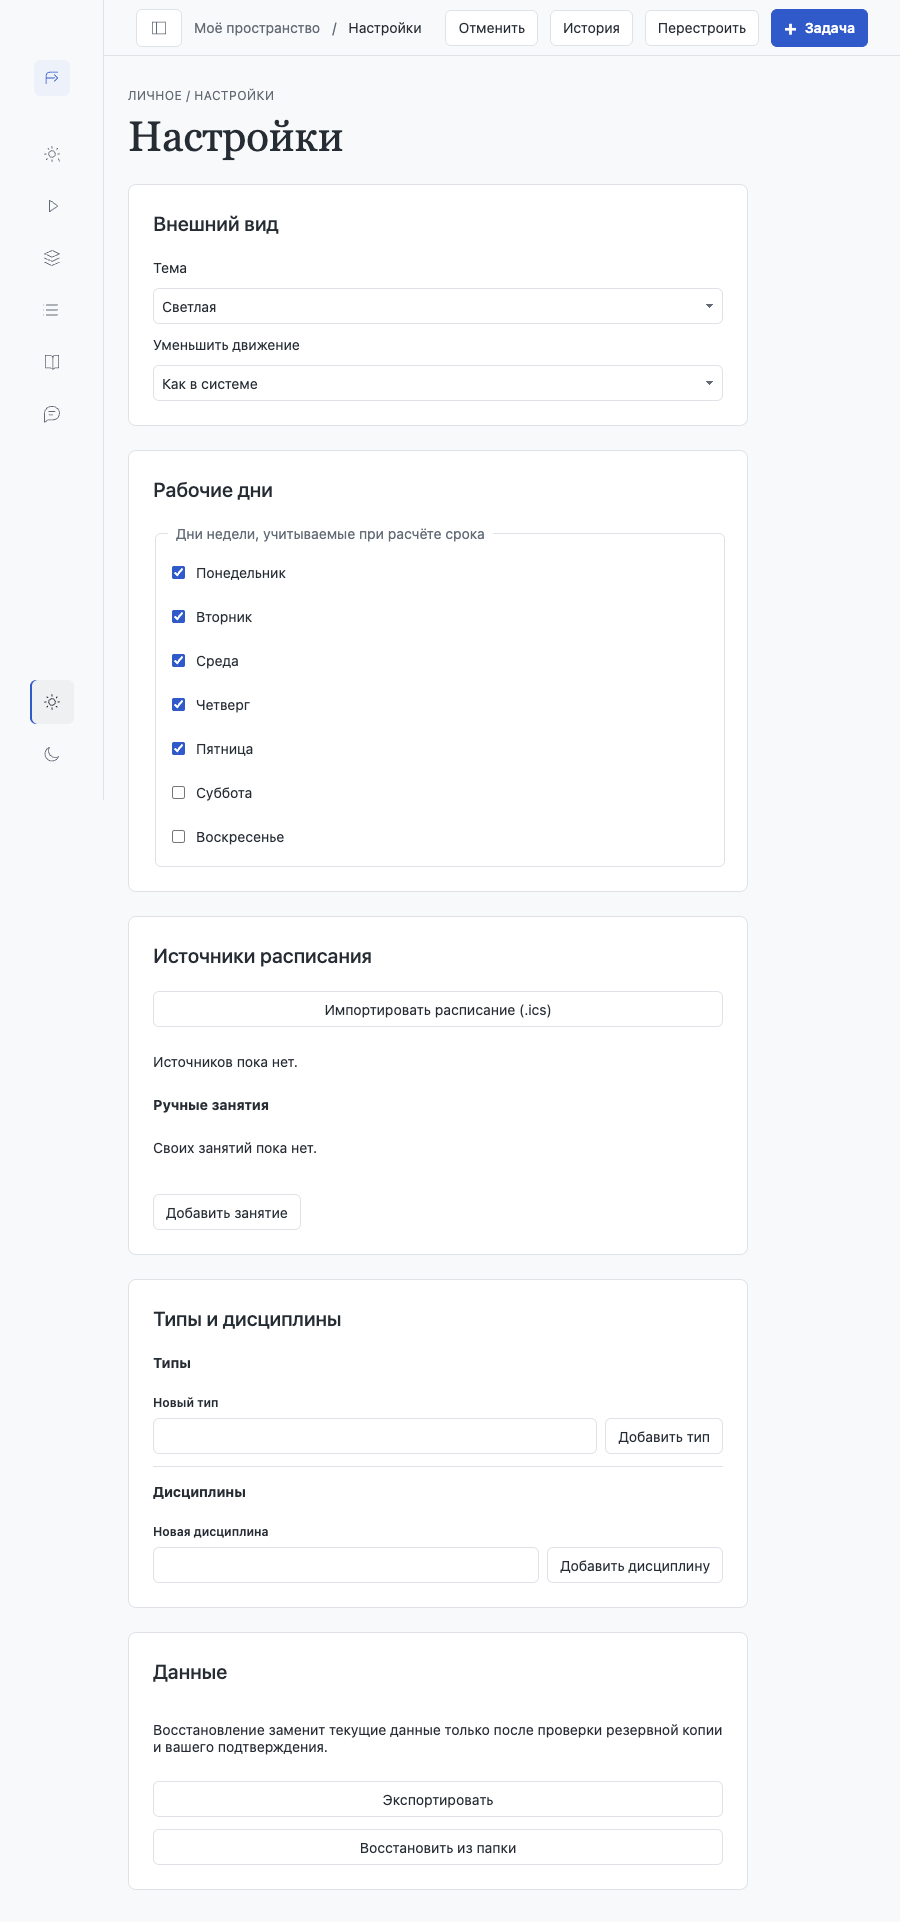 Моё пространство / Настройки
Отменить
История
Перестроить
+ Задача
ЛИЧНОЕ / НАСТРОЙКИ
Настройки
Внешний вид
Тема
Светлая
Уменьшить движение
Как в системе
Рабочие дни
Дни недели, учитываемые при расчёте срока
Понедельник
Вторник
Среда
Четверг
Пятница
Суббота
Воскресенье
Источники расписания
Импортировать расписание (.ics)
Источников пока нет.
Ручные занятия
Своих занятий пока нет.
Добавить занятие
Типы и дисциплины
Типы
Новый тип
Добавить тип
Дисциплины
Новая дисциплина
Добавить дисциплину
Данные
Восстановление заменит текущие данные только после проверки резервной копии
и вашего подтверждения.
Экспортировать
Восстановить из папки